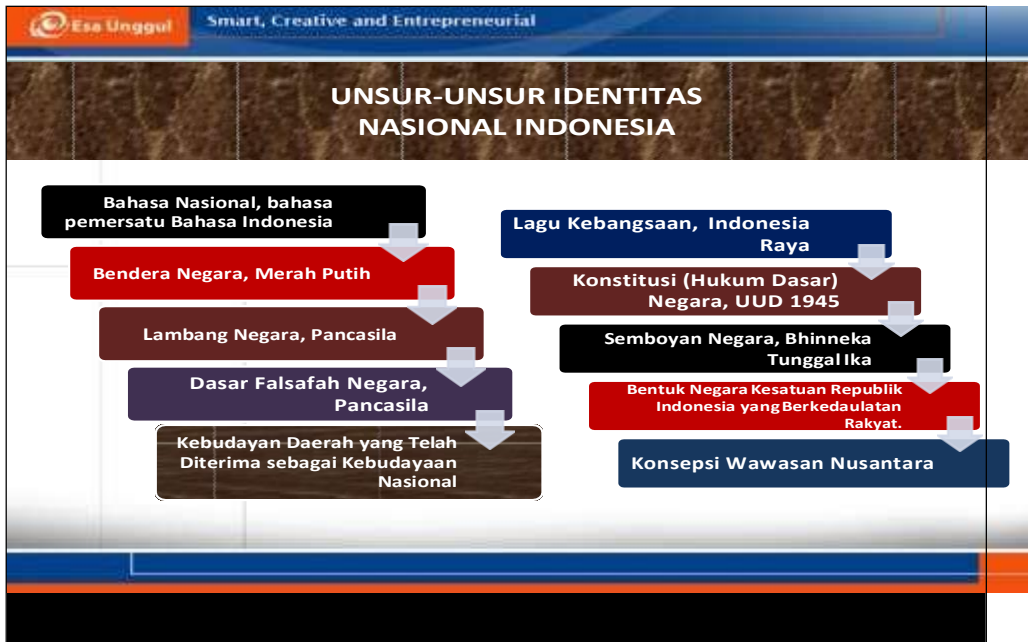 Esa Unggul
Smart, Creative and Entrepreneurial
UNSUR-UNSUR IDENTITAS
NASIONAL INDONESIA
Bahasa Nasional, bahasa
pemersatu Bahasa Indonesia
Bendera Negara, Merah Putih
Lambang Negara, Pancasila
Dasar Falsafah Negara,
Pancasila
Kebudayan Daerah yang Telah
Diterima sebagai Kebudayaan
Nasional
Lagu Kebangsaan, Indonesia
Raya
Konstitusi (Hukum Dasar)
Negara, UUD 1945
Semboyan Negara, Bhinneka
Tunggal Ika
Bentuk Negara Kesatuan Republik
Indonesia yang Berkedaulatan
Rakyat.
Konsepsi Wawasan Nusantara